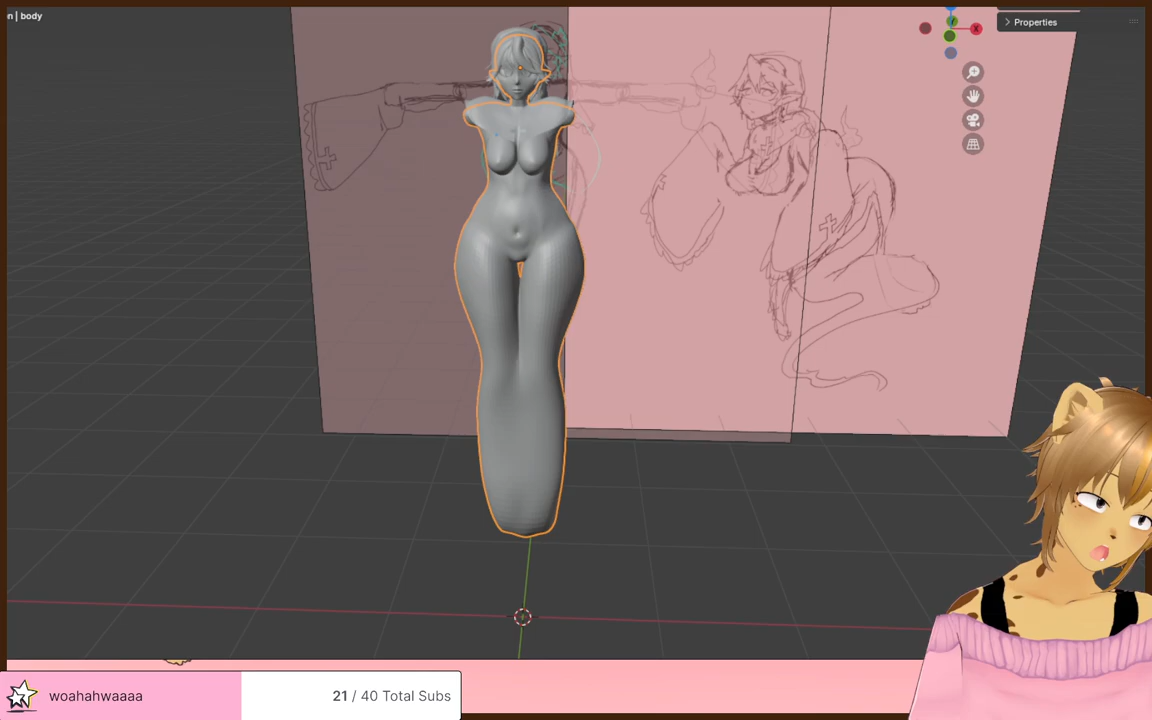 n | body
Properties
X
woahahwaaaa
21 / 40 Total Subs